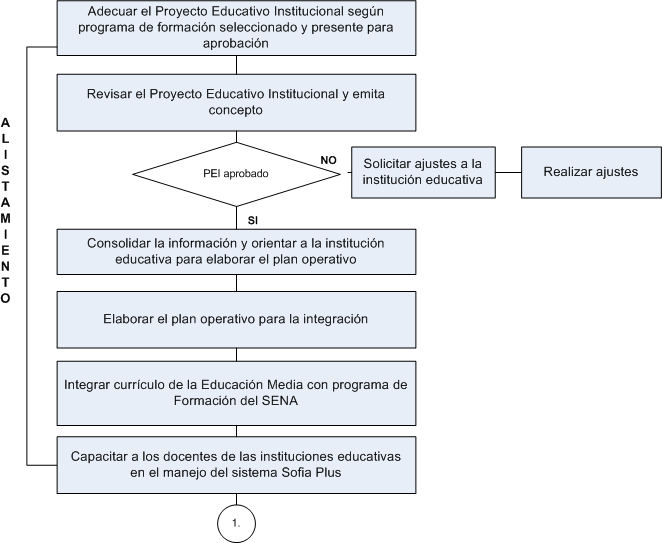 Adecuar el Proyecto Educativo Institucional según
programa de formación seleccionado y presente para
aprobación
Revisar el Proyecto Educativo Institucional y emita
concepto
PEI aprobado
NO
Solicitar ajustes a la
institución educativa
Realizar ajustes
SI
Consolidar la información y orientar a la institución
educativa para elaborar el plan operativo
Elaborar el plan operativo para la integración
Integrar currículo de la Educación Media con programa de
Formación del SENA
Capacitar a los docentes de las instituciones educativas
en el manejo del sistema Sofia Plus
1.
ALISTAMIENTO